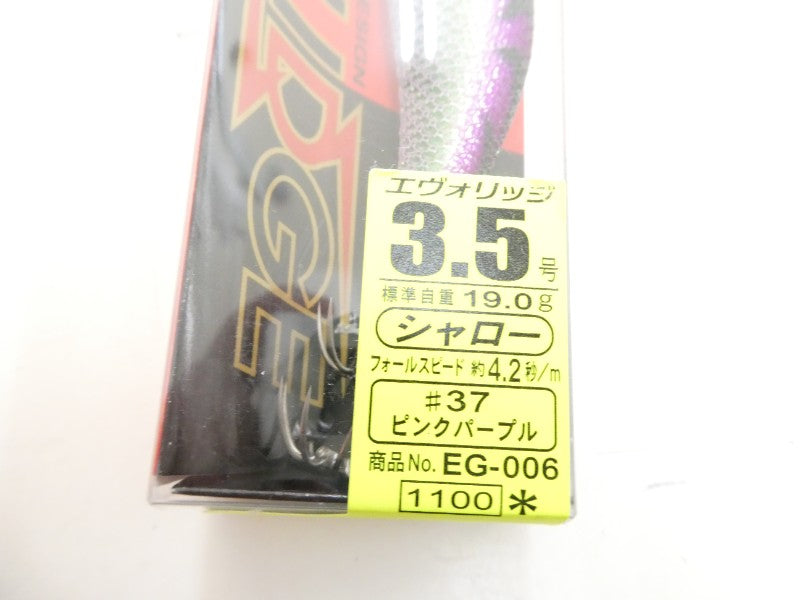 エヴォリッジ
3.5号
標準自重 19.0g
シャロー
フォールスピード 約4.2秒/m
#37
ピンクパープル
商品No. EG-006
1100 *